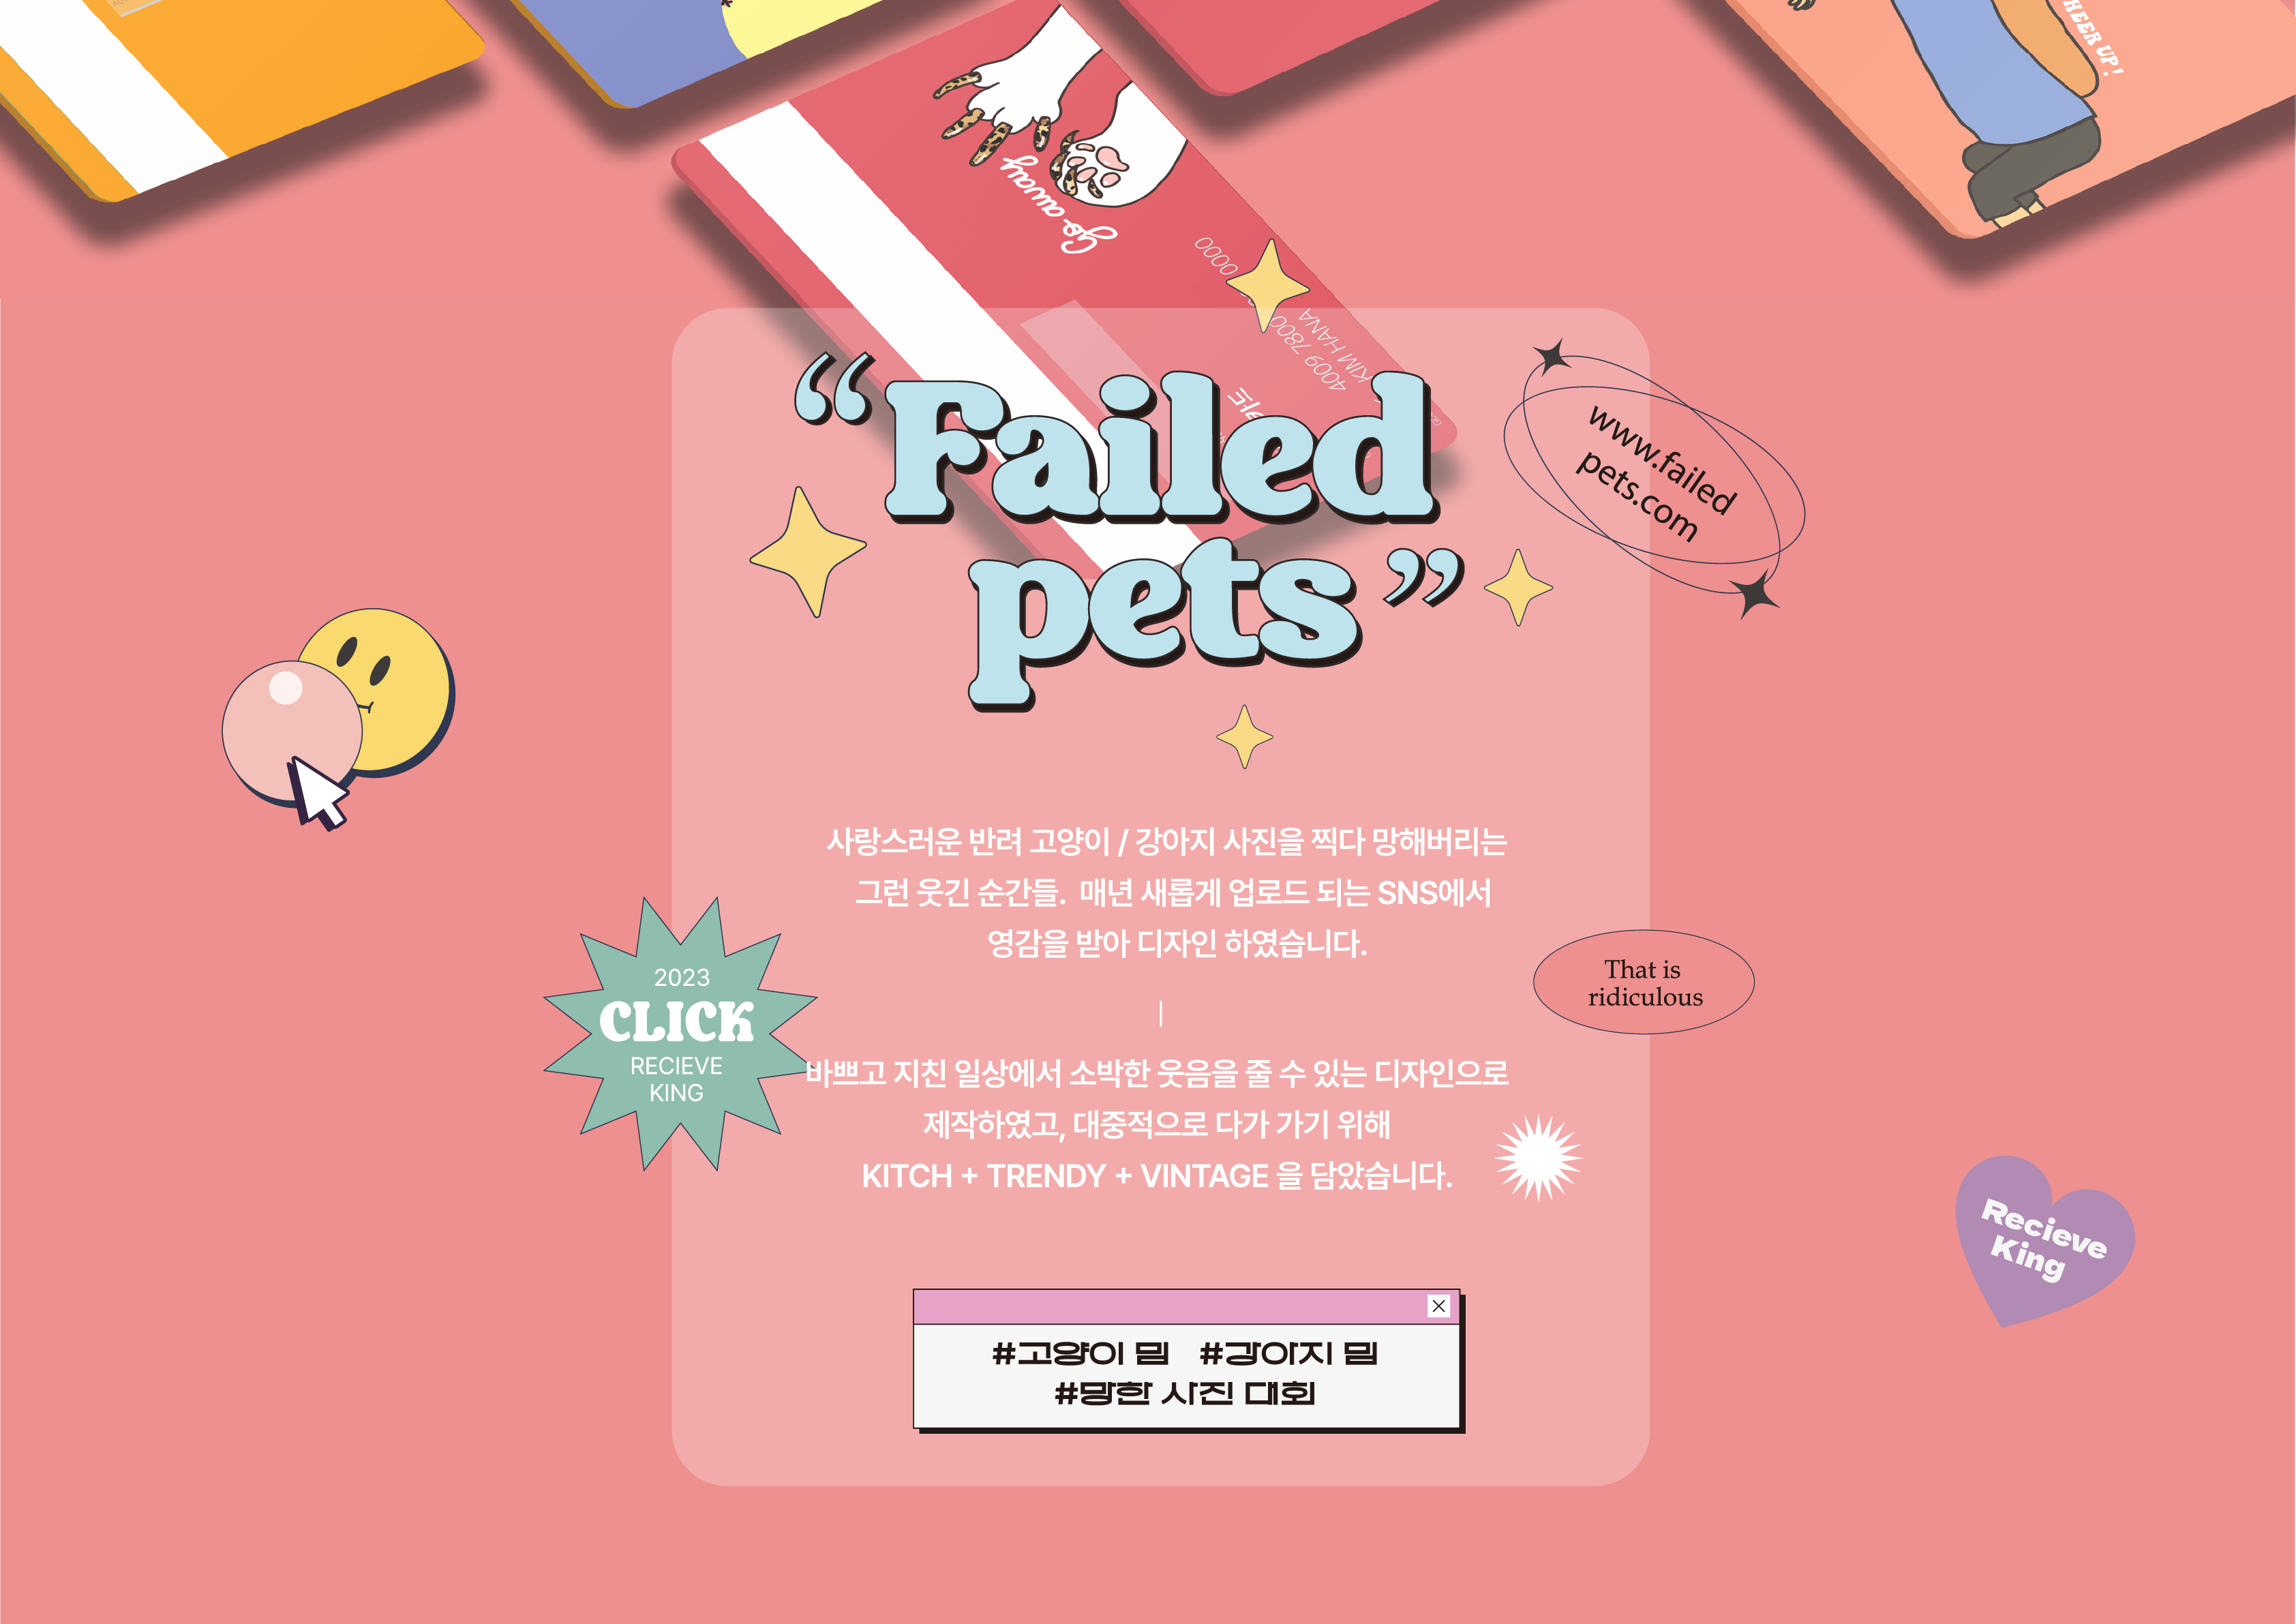 HEER UP!
Go away
0000
4009 7800
KIM HANA
“Failed
pets”
www.failed
pets.com
사랑스러운 반려 고양이 / 강아지 사진을 찍다 망해버리는
그런 웃긴 순간들. 매년 새롭게 업로드 되는 SNS에서
영감을 받아 디자인 하였습니다.
|
2023
CLICK
RECIEVE
KING
That is
ridiculous
바쁘고 지친 일상에서 소박한 웃음을 줄 수 있는 디자인으로
제작하였고, 대중적으로 다가 가기 위해
KITCH + TRENDY + VINTAGE 을 담았습니다.
Recieve
King
#고양이 밈 #강아지 밈
#망한 사진 대회